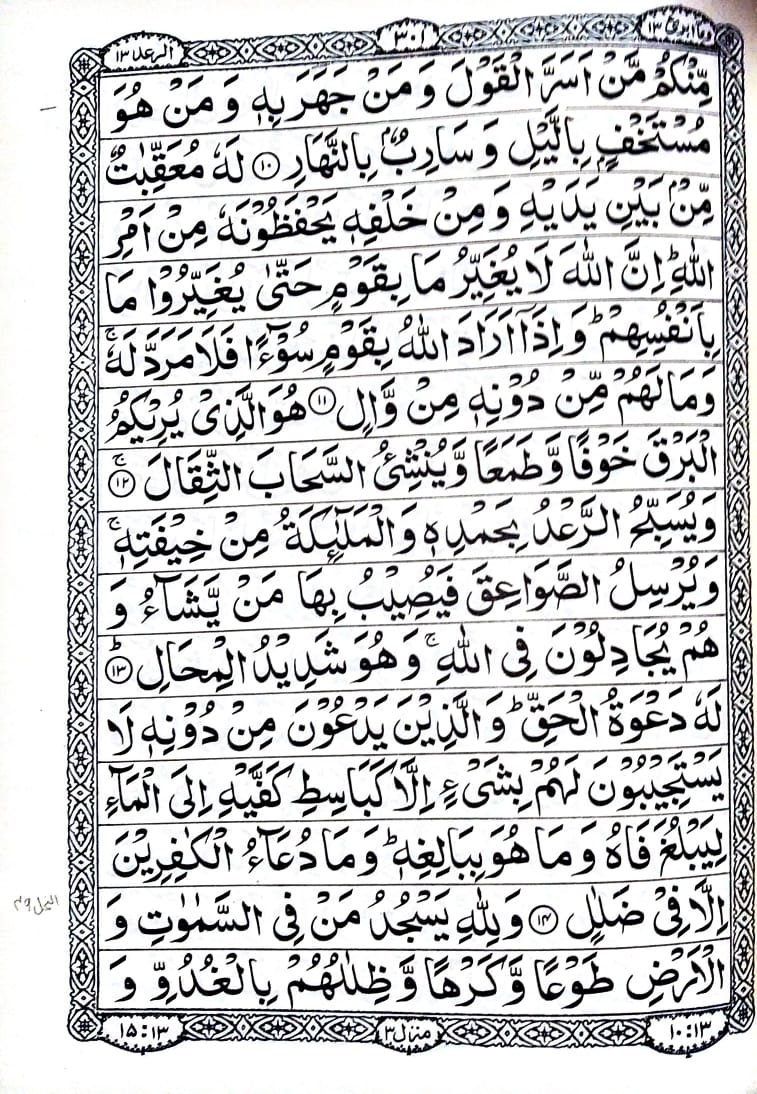 وما ابرئ ١٣ ٣٠١ الرعد ١٣
مِّنْكُمْ مَّنْ اَسَرَّ الْقَوْلَ وَ مَنْ جَهَرَ بِهٖ وَ مَنْ هُوَ
مُسْتَخْفٍۭ بِالَّیْلِ وَ سَارِبٌۢ بِالنَّهَارِ ۝١٠ لَهٗ مُعَقِّبٰتٌ
مِّنْۢ بَیْنِ یَدَیْهِ وَ مِنْ خَلْفِهٖ یَحْفَظُوْنَهٗ مِنْ اَمْرِ
اللّٰهِ ؕ اِنَّ اللّٰهَ لَا یُغَیِّرُ مَا بِقَوْمٍ حَتّٰی یُغَیِّرُوْا مَا
بِاَنْفُسِهِمْ ؕ وَ اِذَاۤ اَرَادَ اللّٰهُ بِقَوْمٍ سُوْٓءًا فَلَا مَرَدَّ لَهٗ ۚ
وَ مَا لَهُمْ مِّنْ دُوْنِهٖ مِنْ وَّالٍ ۝١١ هُوَ الَّذِیْ یُرِیْكُمُ
الْبَرْقَ خَوْفًا وَّ طَمَعًا وَّ یُنْشِئُ السَّحَابَ الثِّقَالَ ۝١٢ ۚ
وَ یُسَبِّحُ الرَّعْدُ بِحَمْدِهٖ وَ الْمَلٰٓئِكَةُ مِنْ خِیْفَتِهٖ ۚ
وَ یُرْسِلُ الصَّوَاعِقَ فَیُصِیْبُ بِهَا مَنْ یَّشَآءُ وَ
هُمْ یُجَادِلُوْنَ فِی اللّٰهِ ۚ وَ هُوَ شَدِیْدُ الْمِحَالِ ۝١٣ ؕ
لَهٗ دَعْوَةُ الْحَقِّ ؕ وَ الَّذِیْنَ یَدْعُوْنَ مِنْ دُوْنِهٖ لَا
یَسْتَجِیْبُوْنَ لَهُمْ بِشَیْءٍ اِلَّا كَبَاسِطِ كَفَّیْهِ اِلَی الْمَآءِ
لِیَبْلُغَ فَاهُ وَ مَا هُوَ بِبَالِغِهٖ ؕ وَ مَا دُعَآءُ الْكٰفِرِیْنَ
اِلَّا فِیْ ضَلٰلٍ ۝١٤ وَ لِلّٰهِ یَسْجُدُ مَنْ فِی السَّمٰوٰتِ وَ
النحل ٤٩
الْاَرْضِ طَوْعًا وَّ كَرْهًا وَّ ظِلٰلُهُمْ بِالْغُدُوِّ وَ
١٠:١٣ منزل ٣ ١٥:١٣